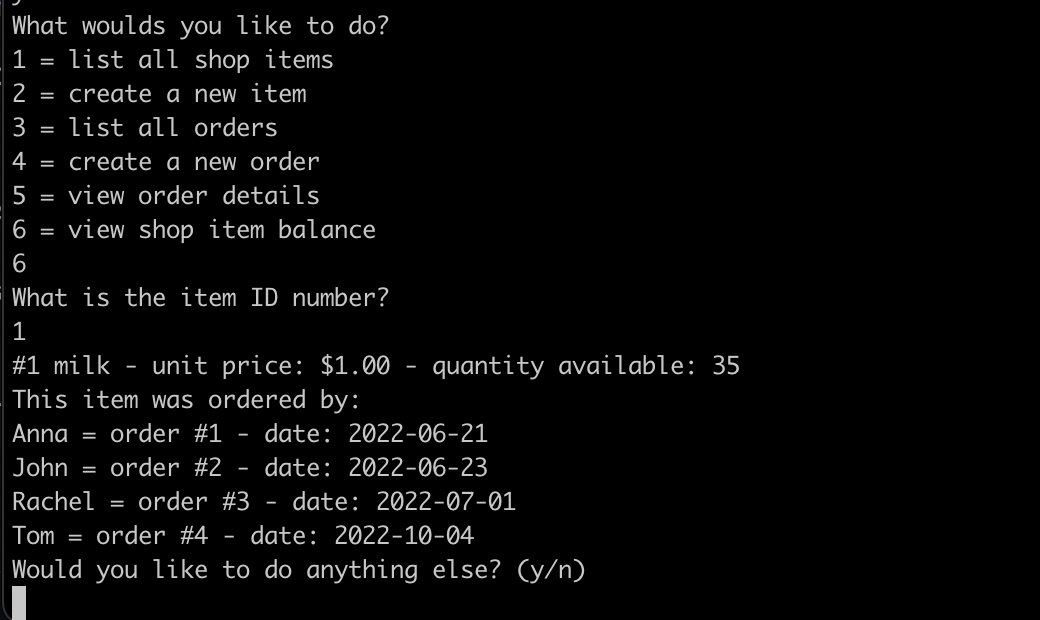 What woulds you like to do?
1 = list all shop items
2 = create a new item
3 = list all orders
4 = create a new order
5 = view order details
6 = view shop item balance
6
What is the item ID number?
1
#1 milk - unit price: $1.00 - quantity available: 35
This item was ordered by:
Anna = order #1 - date: 2022-06-21
John = order #2 - date: 2022-06-23
Rachel = order #3 - date: 2022-07-01
Tom = order #4 - date: 2022-10-04
Would you like to do anything else? (y/n)